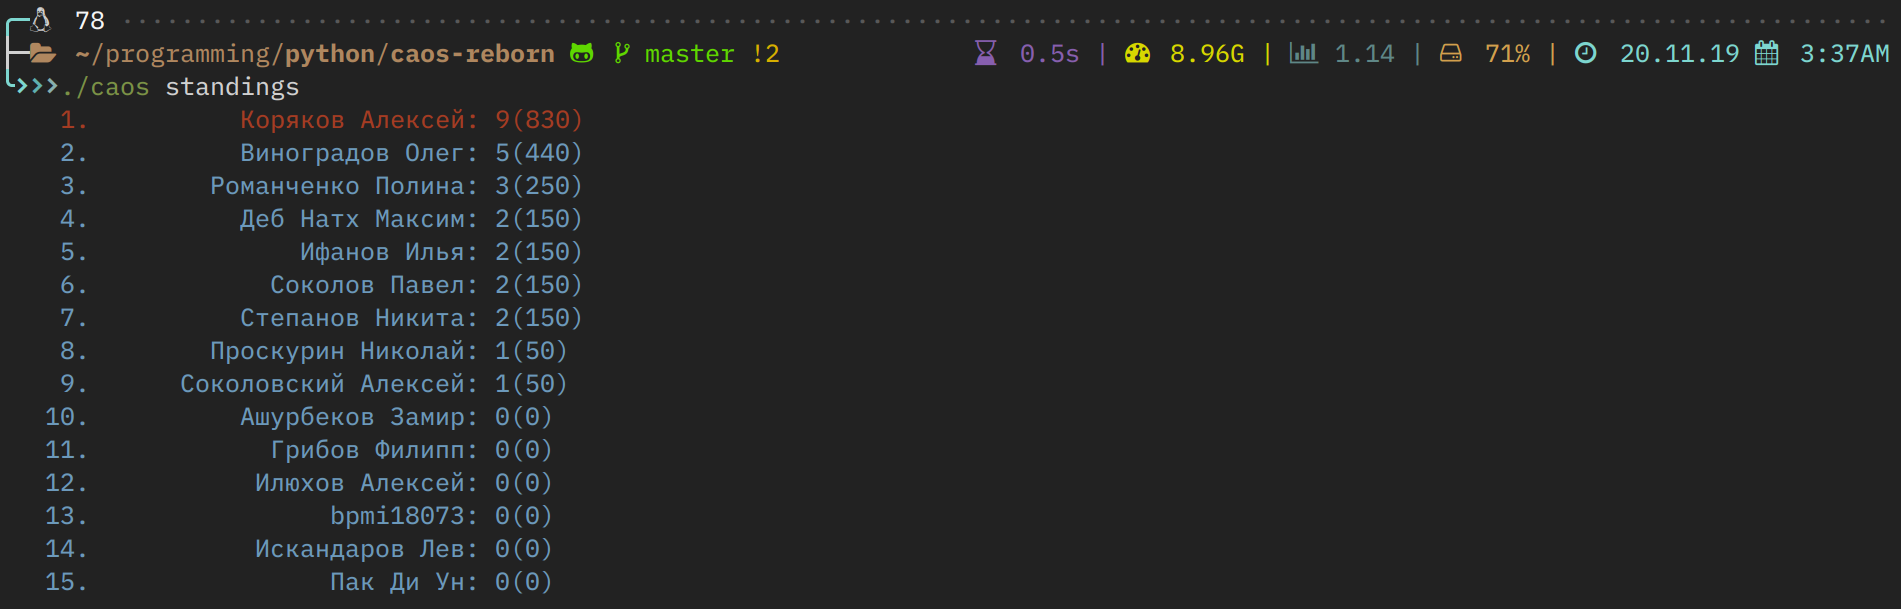 78
~/programming/python/caos-reborn master !2 0.5s | 8.96G | 1.14 | 71% | 20.11.19 3:37AM
❯❯❯./caos standings
1. Коряков Алексей: 9(830)
2. Виноградов Олег: 5(440)
3. Романченко Полина: 3(250)
4. Деб Натх Максим: 2(150)
5. Ифанов Илья: 2(150)
6. Соколов Павел: 2(150)
7. Степанов Никита: 2(150)
8. Проскурин Николай: 1(50)
9. Соколовский Алексей: 1(50)
10. Ашурбеков Замир: 0(0)
11. Грибов Филипп: 0(0)
12. Илюхов Алексей: 0(0)
13. bpmi18073: 0(0)
14. Искандаров Лев: 0(0)
15. Пак Ди Ун: 0(0)